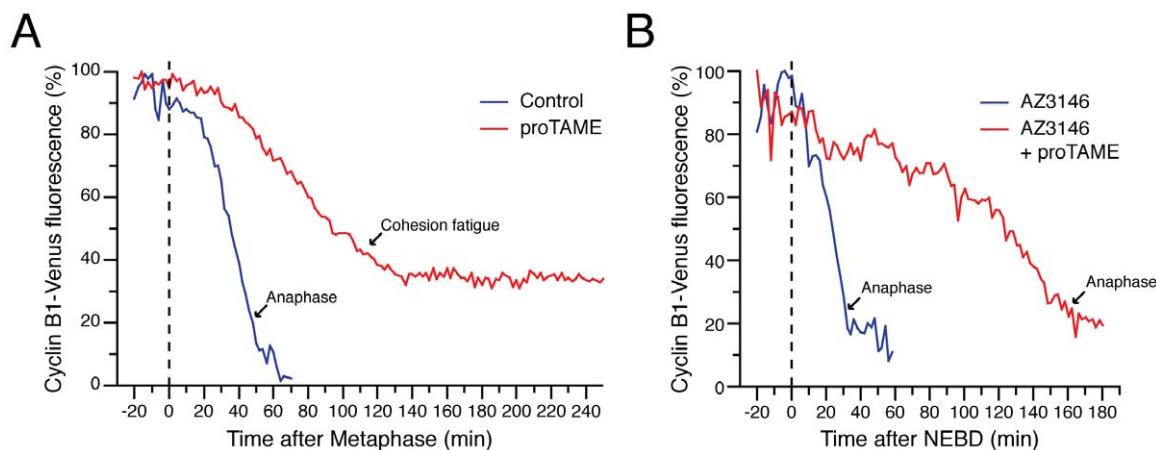 A
Cyclin B1-Venus fluorescence (%)
100
80
60
40
20
0
Control
proTAME
Cohesion fatigue
Anaphase
-20 0 20 40 60 80 100 120 140 160 180 200 220 240
Time after Metaphase (min)
B
Cyclin B1-Venus fluorescence (%)
100
80
60
40
20
0
AZ3146
AZ3146
+ proTAME
Anaphase
Anaphase
-20 0 20 40 60 80 100 120 140 160 180
Time after NEBD (min)